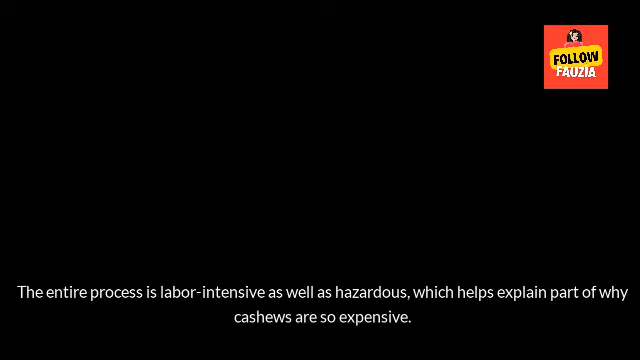 FOLLOW
FAUZIA
The entire process is labor-intensive as well as hazardous, which helps explain part of why
cashews are so expensive.